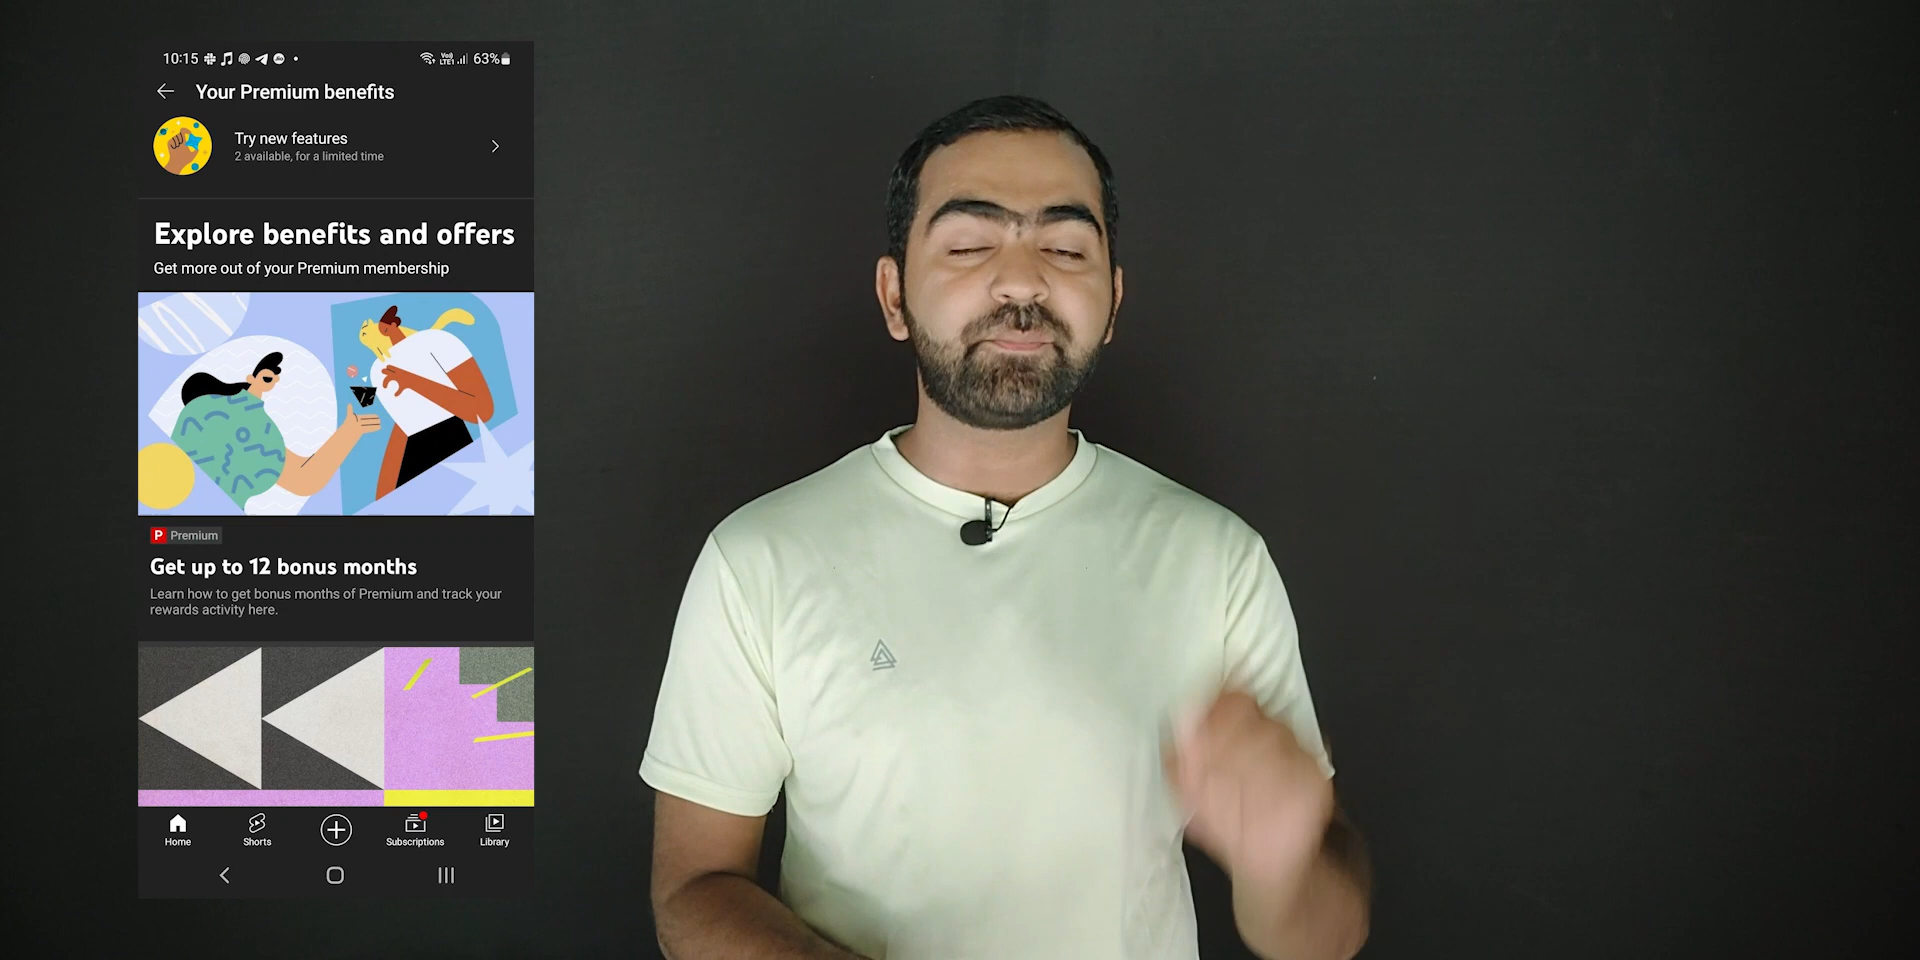 10:15 Vo) LTE1 63%
Your Premium benefits
Try new features
2 available, for a limited time
Explore benefits and offers
Get more out of your Premium membership
P Premium
Get up to 12 bonus months
Learn how to get bonus months of Premium and track your
rewards activity here.
Home Shorts Subscriptions Library